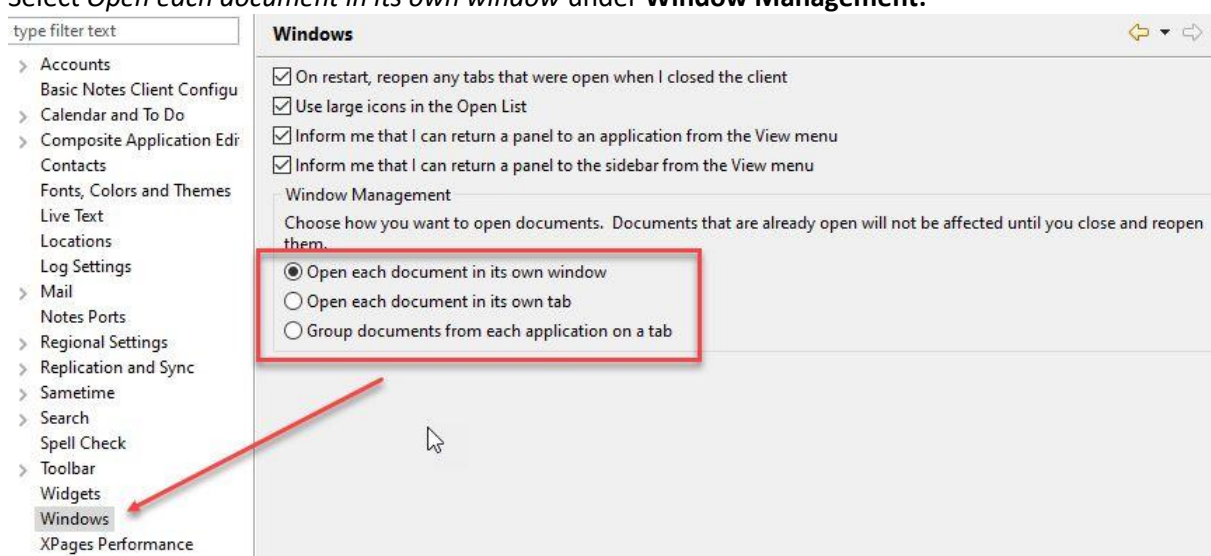 Select Open each document in its own window under Window Management:
type filter text
Accounts
Basic Notes Client Configu
Calendar and To Do
Composite Application Edir
Contacts
Fonts, Colors and Themes
Live Text
Locations
Log Settings
Mail
Notes Ports
Regional Settings
Replication and Sync
Sametime
Search
Spell Check
Toolbar
Widgets
Windows
XPages Performance
Windows
On restart, reopen any tabs that were open when I closed the client
Use large icons in the Open List
Inform me that I can return a panel to an application from the View menu
Inform me that I can return a panel to the sidebar from the View menu
Window Management
Choose how you want to open documents. Documents that are already open will not be affected until you close and reopen
them.
Open each document in its own window
Open each document in its own tab
Group documents from each application on a tab